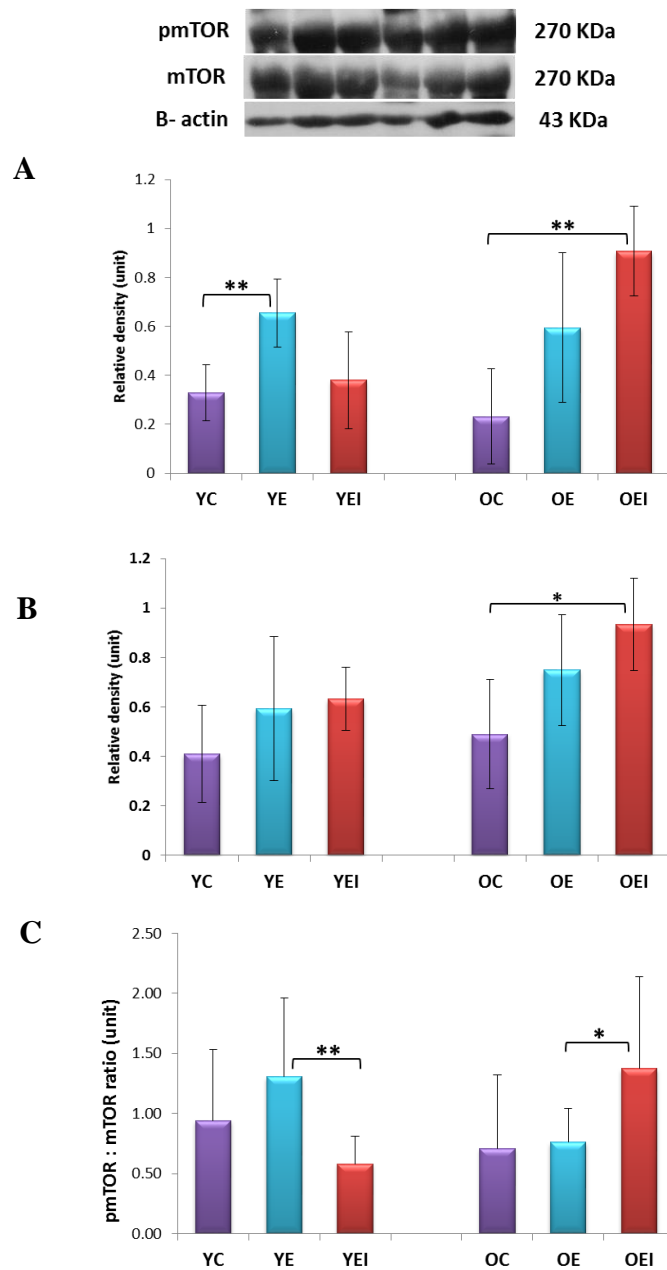 pmTOR 270 KDa
mTOR 270 KDa
B- actin 43 KDa
A
Relative density (unit)
1.2
1
0.8
0.6
0.4
0.2
0
**
**
YC YE YEI OC OE OEI
B
Relative density (unit)
1.2
1
0.8
0.6
0.4
0.2
0
*
YC YE YEI OC OE OEI
C
pmTOR : mTOR ratio (unit)
2.50
2.00
1.50
1.00
0.50
0.00
**
*
YC YE YEI OC OE OEI